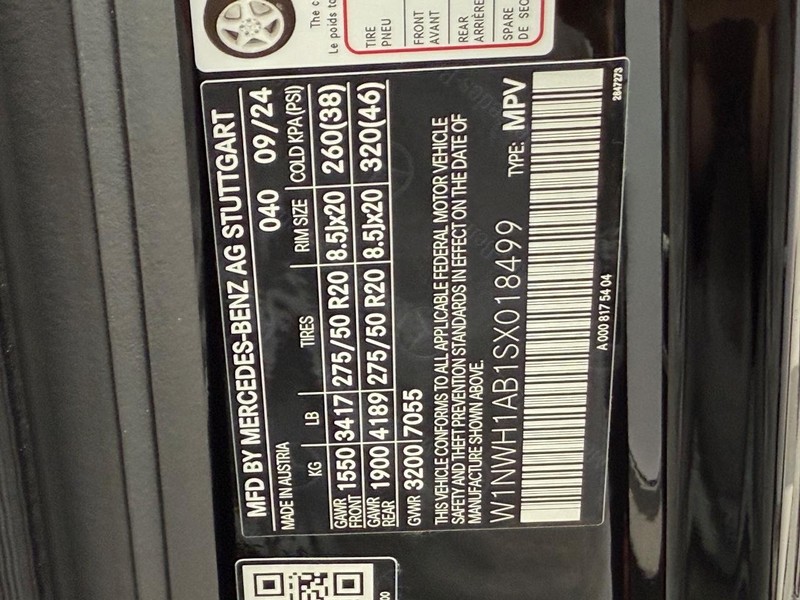 The c
Le poids to
TIRE
PNEU
FRONT
AVANT
REAR
ARRIÈRE
SPARE
DE SEC
MFD BY MERCEDES-BENZ AG STUTTGART
MADE IN AUSTRIA 040 09/24
KG LB TIRES RIM SIZE COLD KPA(PSI)
GAWR FRONT 1550 3417 275/50 R20 8.5Jx20 260(38)
GAWR REAR 1900 4189 275/50 R20 8.5Jx20 320(46)
GVWR 3200 7055
THIS VEHICLE CONFORMS TO ALL APPLICABLE FEDERAL MOTOR VEHICLE
SAFETY AND THEFT PREVENTION STANDARDS IN EFFECT ON THE DATE OF
MANUFACTURE SHOWN ABOVE.
W1NWH1AB1SX018499 TYPE: MPV
A 000 817 54 04
2847273